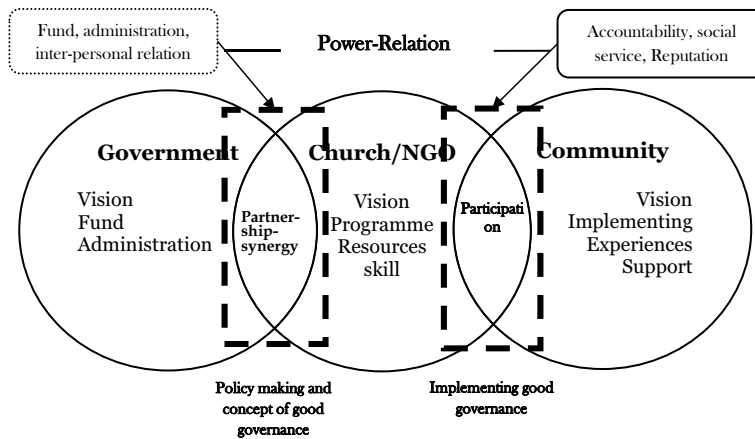 Fund, administration,
inter-personal relation
Power-Relation
Accountability, social
service, Reputation
Government
Church/NGO
Community
Vision
Fund
Administration
Partner-
ship-
synergy
Vision
Programme
Resources
skill
Participati
on
Vision
Implementing
Experiences
Support
Policy making and
concept of good
governance
Implementing good
governance